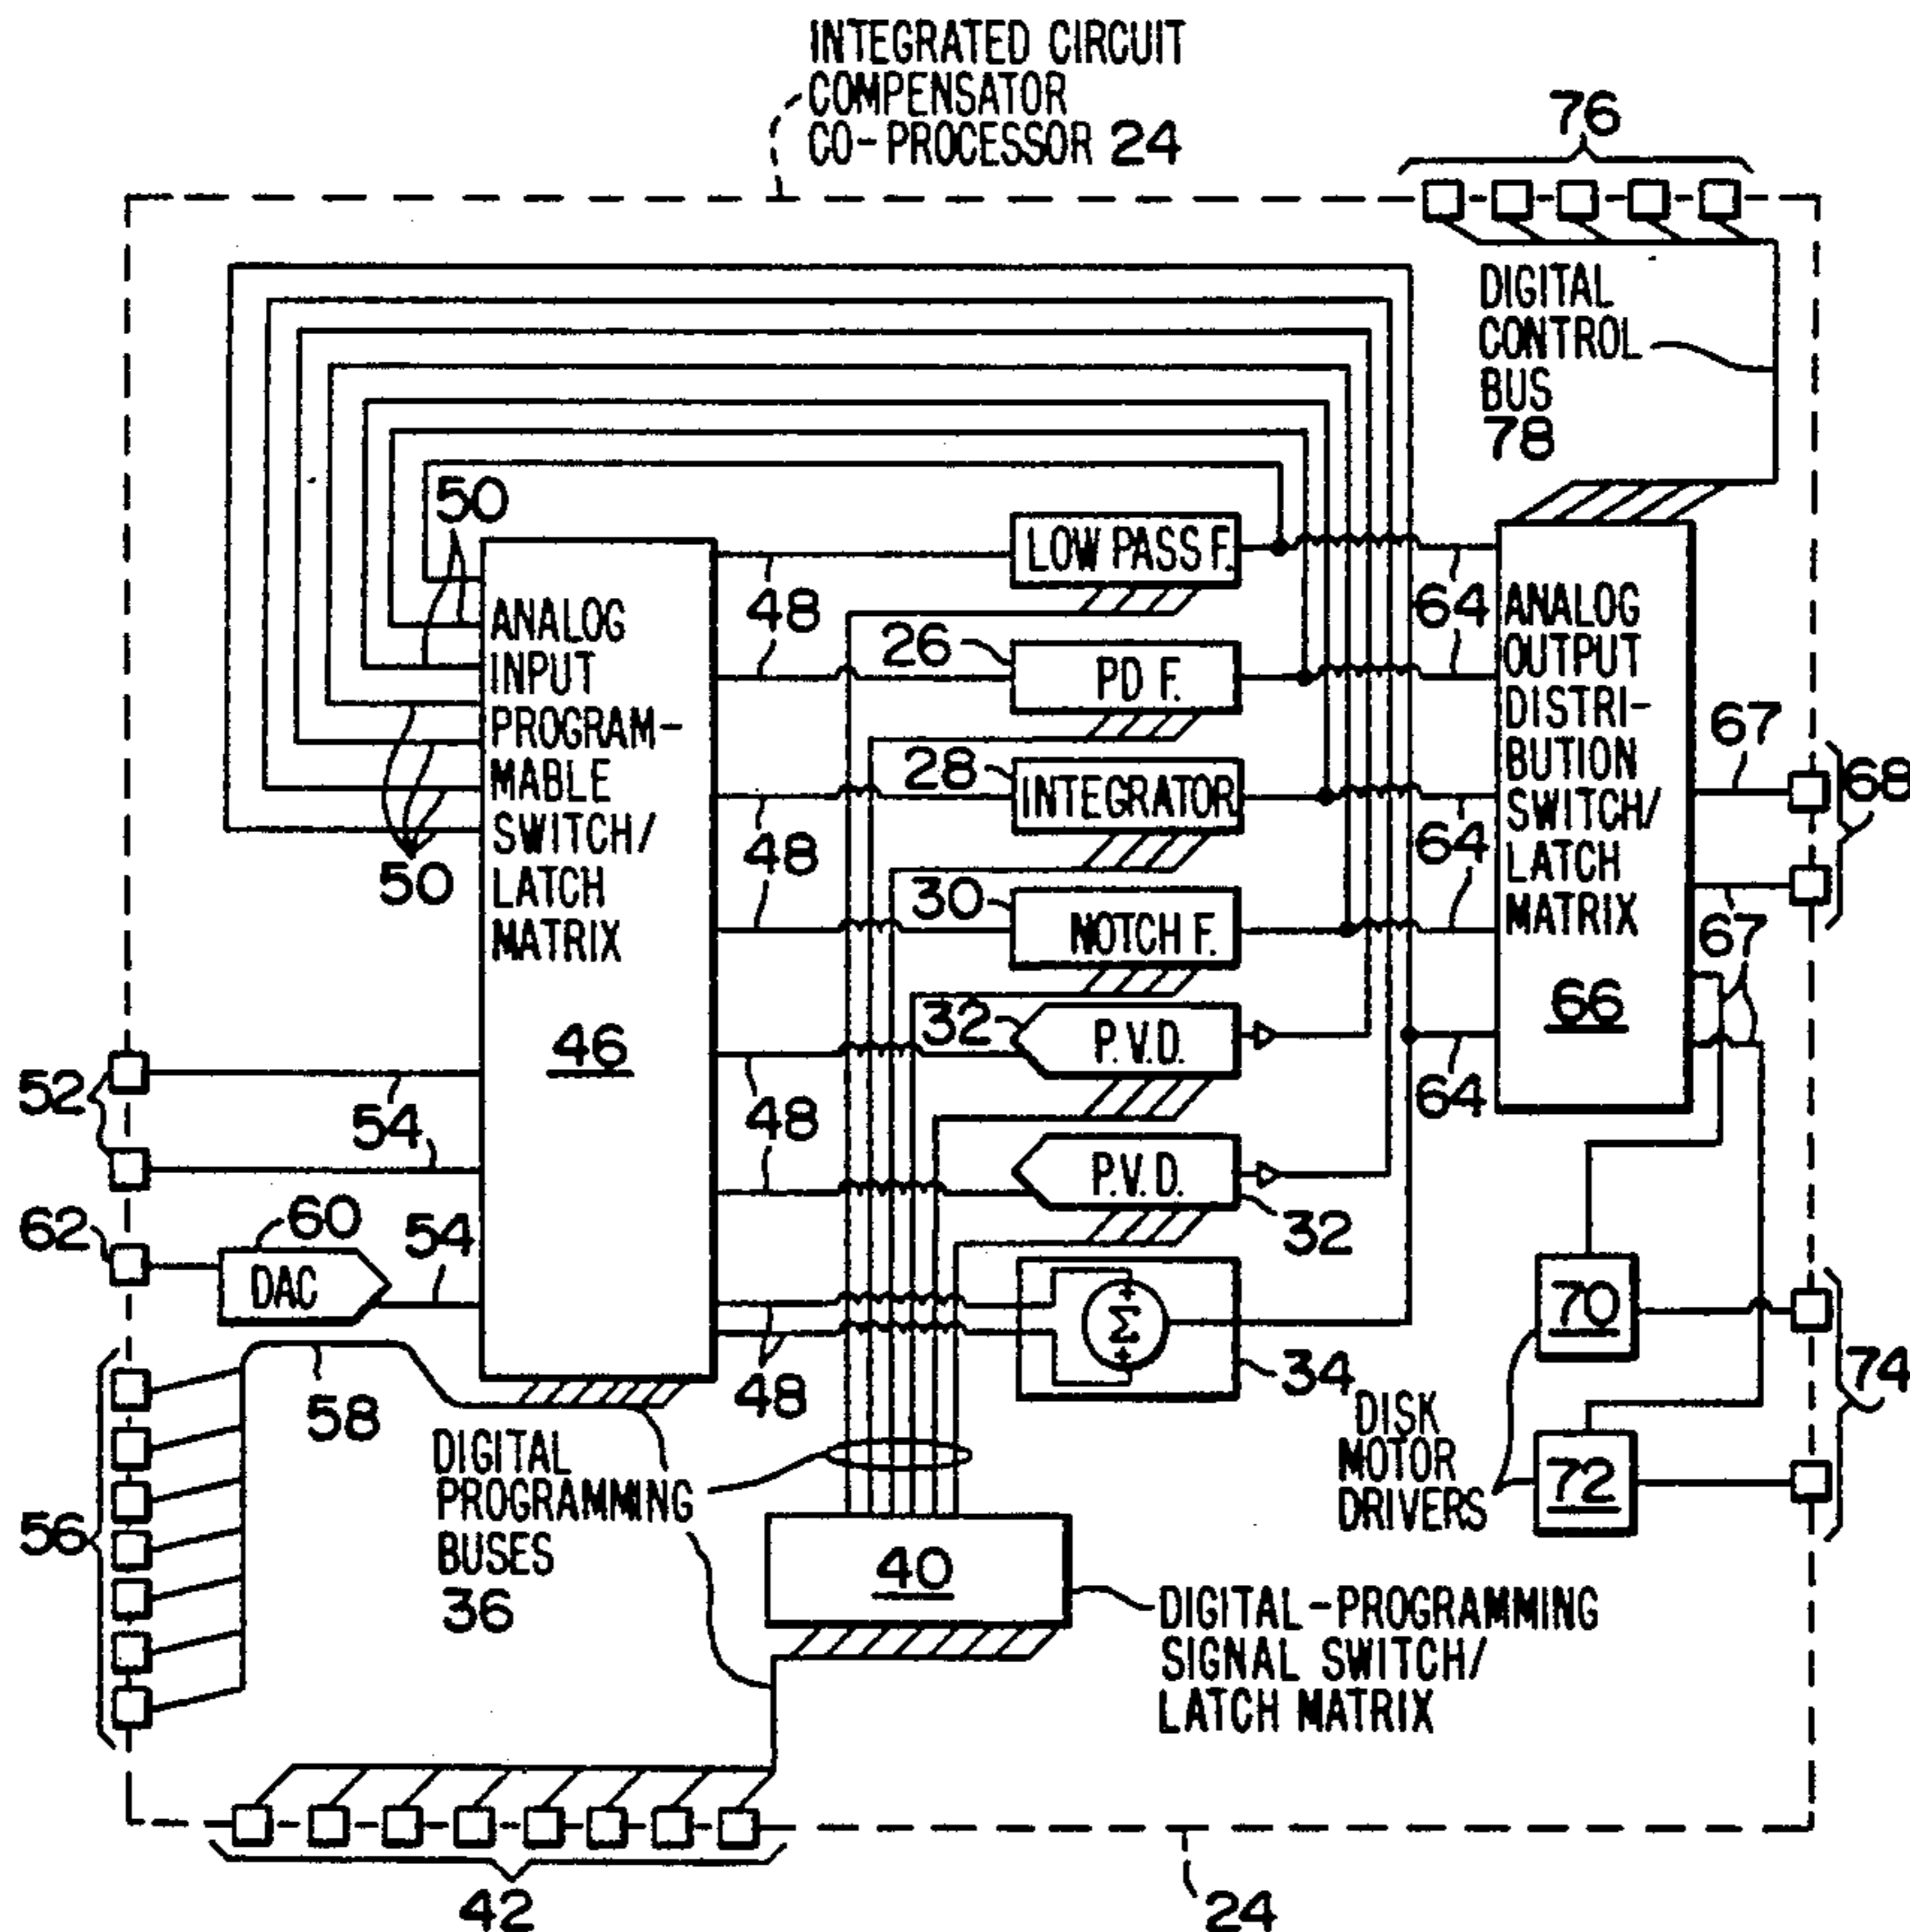 INTEGRATED CIRCUIT
COMPENSATOR
CO-PROCESSOR 24
76
DIGITAL
CONTROL
BUS
78
50
LOW PASS F.
48
64
ANALOG
INPUT
PROGRAM-
MABLE
SWITCH/
LATCH
MATRIX
46
ANALOG
OUTPUT
DISTRI-
BUTION
SWITCH/
LATCH
MATRIX
66
26
PD F.
48
28
INTEGRATOR
64
67
68
50
30
NOTCH F.
67
32
P.V.D.
64
52
54
48
P.V.D.
32
62
60
DAC
54
70
74
Σ
+
+
34
48
58
DIGITAL
PROGRAMMING
BUSES
36
DISK
MOTOR
DRIVERS
72
56
40
DIGITAL-PROGRAMMING
SIGNAL SWITCH/
LATCH MATRIX
42
24